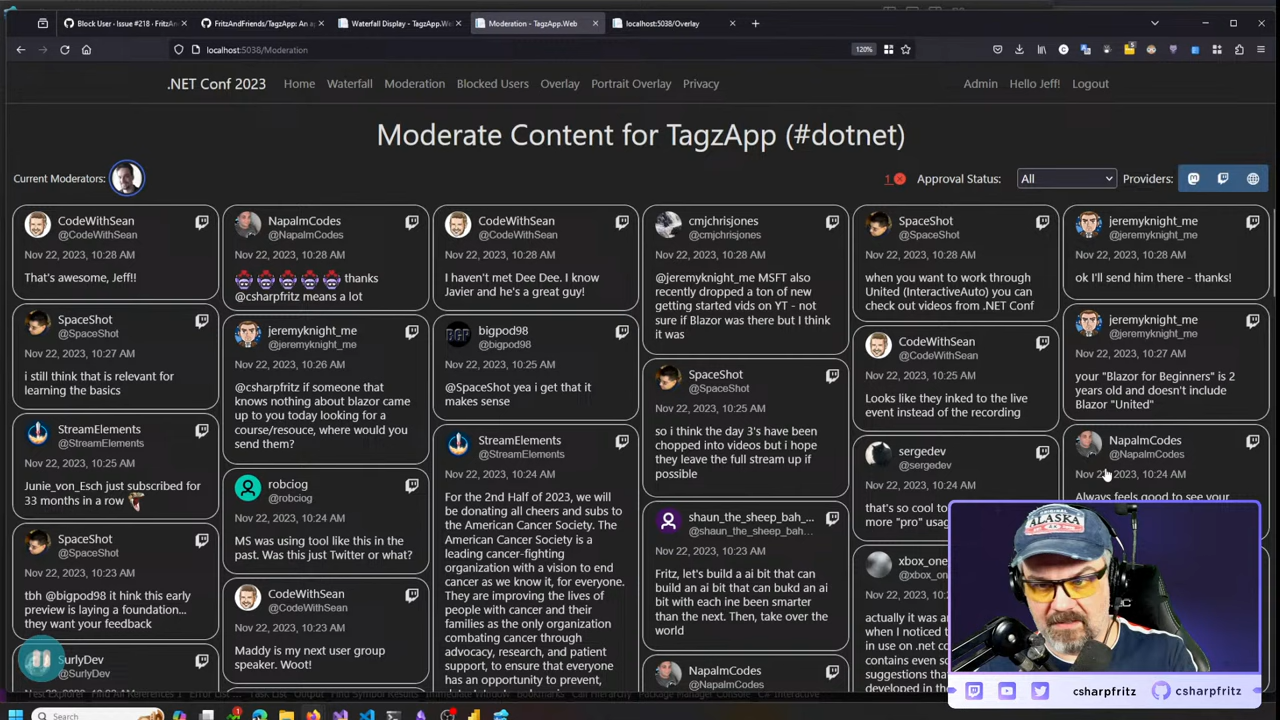 Block User · Issue #218 · FritzAn
FritzAndFriends/TagzApp: An a
Waterfall Display - TagzApp.We
Moderation - TagzApp.Web
localhost:5038/Overlay
localhost:5038/Moderation
120%
.NET Conf 2023
Home
Waterfall
Moderation
Blocked Users
Overlay
Portrait Overlay
Privacy
Admin
Hello Jeff!
Logout
Moderate Content for TagzApp (#dotnet)
Current Moderators:
1
Approval Status:
All
Providers:
CodeWithSean
@CodeWithSean
Nov 22, 2023, 10:28 AM
That's awesome, Jeff!!
SpaceShot
@SpaceShot
Nov 22, 2023, 10:27 AM
i still think that is relevant for
learning the basics
StreamElements
@StreamElements
Nov 22, 2023, 10:25 AM
Junie_von_Esch just subscribed for
33 months in a row
SpaceShot
@SpaceShot
Nov 22, 2023, 10:23 AM
tbh @bigpod98 it think this early
preview is laying a foundation...
they want your feedback
SurlyDev
@SurlyDev
NapalmCodes
@NapalmCodes
Nov 22, 2023, 10:28 AM
thanks
@csharpfritz means a lot
jeremyknight_me
@jeremyknight_me
Nov 22, 2023, 10:26 AM
@csharpfritz if someone that
knows nothing about blazor came
up to you today looking for a
course/resouce, where would you
send them?
robciog
@robciog
Nov 22, 2023, 10:24 AM
MS was using tool like this in the
past. Was this just Twitter or what?
CodeWithSean
@CodeWithSean
Nov 22, 2023, 10:23 AM
Maddy is my next user group
speaker. Woot!
CodeWithSean
@CodeWithSean
Nov 22, 2023, 10:28 AM
I haven't met Dee Dee. I know
Javier and he's a great guy!
bigpod98
@bigpod98
Nov 22, 2023, 10:25 AM
@SpaceShot yea i get that it
makes sense
StreamElements
@StreamElements
Nov 22, 2023, 10:24 AM
For the 2nd Half of 2023, we will
be donating all cheers and subs to
the American Cancer Society. The
American Cancer Society is a
leading cancer-fighting
organization with a vision to end
cancer as we know it, for everyone.
They are improving the lives of
people with cancer and their
families as the only organization
combating cancer through
advocacy, research, and patient
support, to ensure that everyone
has an opportunity to prevent,
cmjchrisjones
@cmjchrisjones
Nov 22, 2023, 10:28 AM
@jeremyknight_me MSFT also
recently dropped a ton of new
getting started vids on YT - not
sure if Blazor was there but I think
it was
SpaceShot
@SpaceShot
Nov 22, 2023, 10:25 AM
so i think the day 3's have been
chopped into videos but i hope
they leave the full stream up if
possible
shaun_the_sheep_bah_...
@shaun_the_sheep_bah...
Nov 22, 2023, 10:23 AM
Fritz, let's build a ai bit that can
build an ai bit that can bukd an ai
bit with each ine been smarter
than the next. Then, take over the
world
NapalmCodes
@NapalmCodes
SpaceShot
@SpaceShot
Nov 22, 2023, 10:28 AM
when you want to work through
United (InteractiveAuto) you can
check out videos from .NET Conf
CodeWithSean
@CodeWithSean
Nov 22, 2023, 10:25 AM
Looks like they inked to the live
event instead of the recording
sergedev
@sergedev
Nov 22, 2023, 10:24 AM
that's so cool to
more "pro" usag
xbox_one
@xbox_on
Nov 22, 2023,
actually it was an
when I noticed t
in use on .net co
contains even so
suggestions that
jeremyknight_me
@jeremyknight_me
Nov 22, 2023, 10:28 AM
ok I'll send him there - thanks!
jeremyknight_me
@jeremyknight_me
Nov 22, 2023, 10:27 AM
your "Blazor for Beginners" is 2
years old and doesn't include
Blazor "United"
NapalmCodes
@NapalmCodes
Nov 22, 2023, 10:24 AM
Always feels good to see your
ALASKA
csharpfritz
csharpfritz
Search